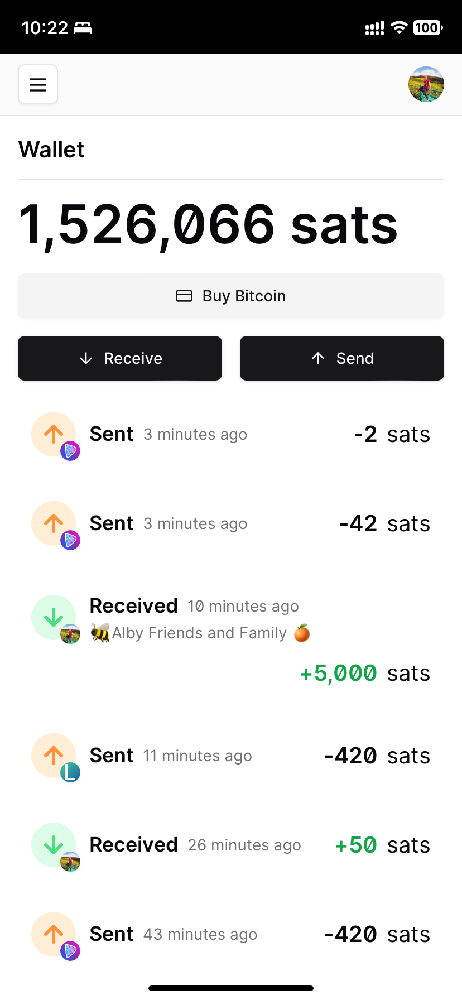 10:22
100
Wallet
1,526,066 sats
Buy Bitcoin
Receive
Send
Sent 3 minutes ago -2 sats
Sent 3 minutes ago -42 sats
Received 10 minutes ago
🐝Alby Friends and Family 🍊
+5,000 sats
L
Sent 11 minutes ago -420 sats
Received 26 minutes ago +50 sats
Sent 43 minutes ago -420 sats